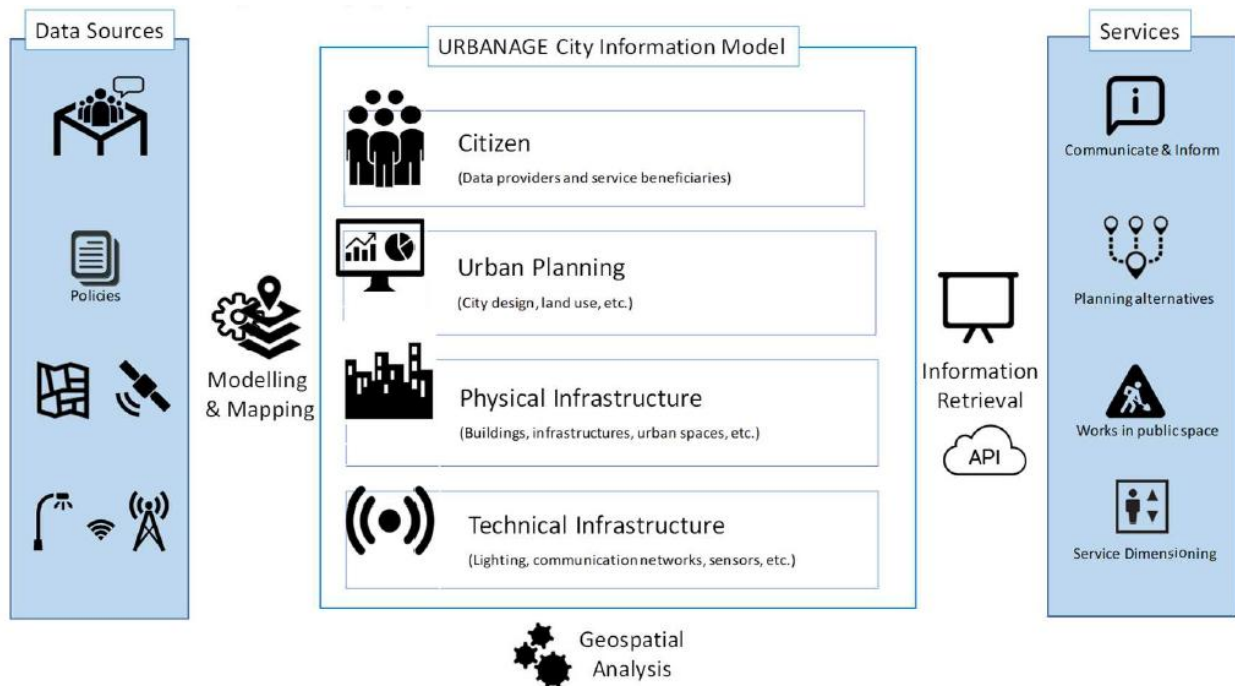 Data Sources
Policies
Modelling
& Mapping
URBANAGE City Information Model
Citizen
(Data providers and service beneficiaries)
Urban Planning
(City design, land use, etc.)
Physical Infrastructure
(Buildings, infrastructures, urban spaces, etc.)
Technical Infrastructure
(Lighting, communication networks, sensors, etc.)
Geospatial
Analysis
Information
Retrieval
API
Services
i
Communicate & Inform
Planning alternatives
Works in public space
Service Dimensioning